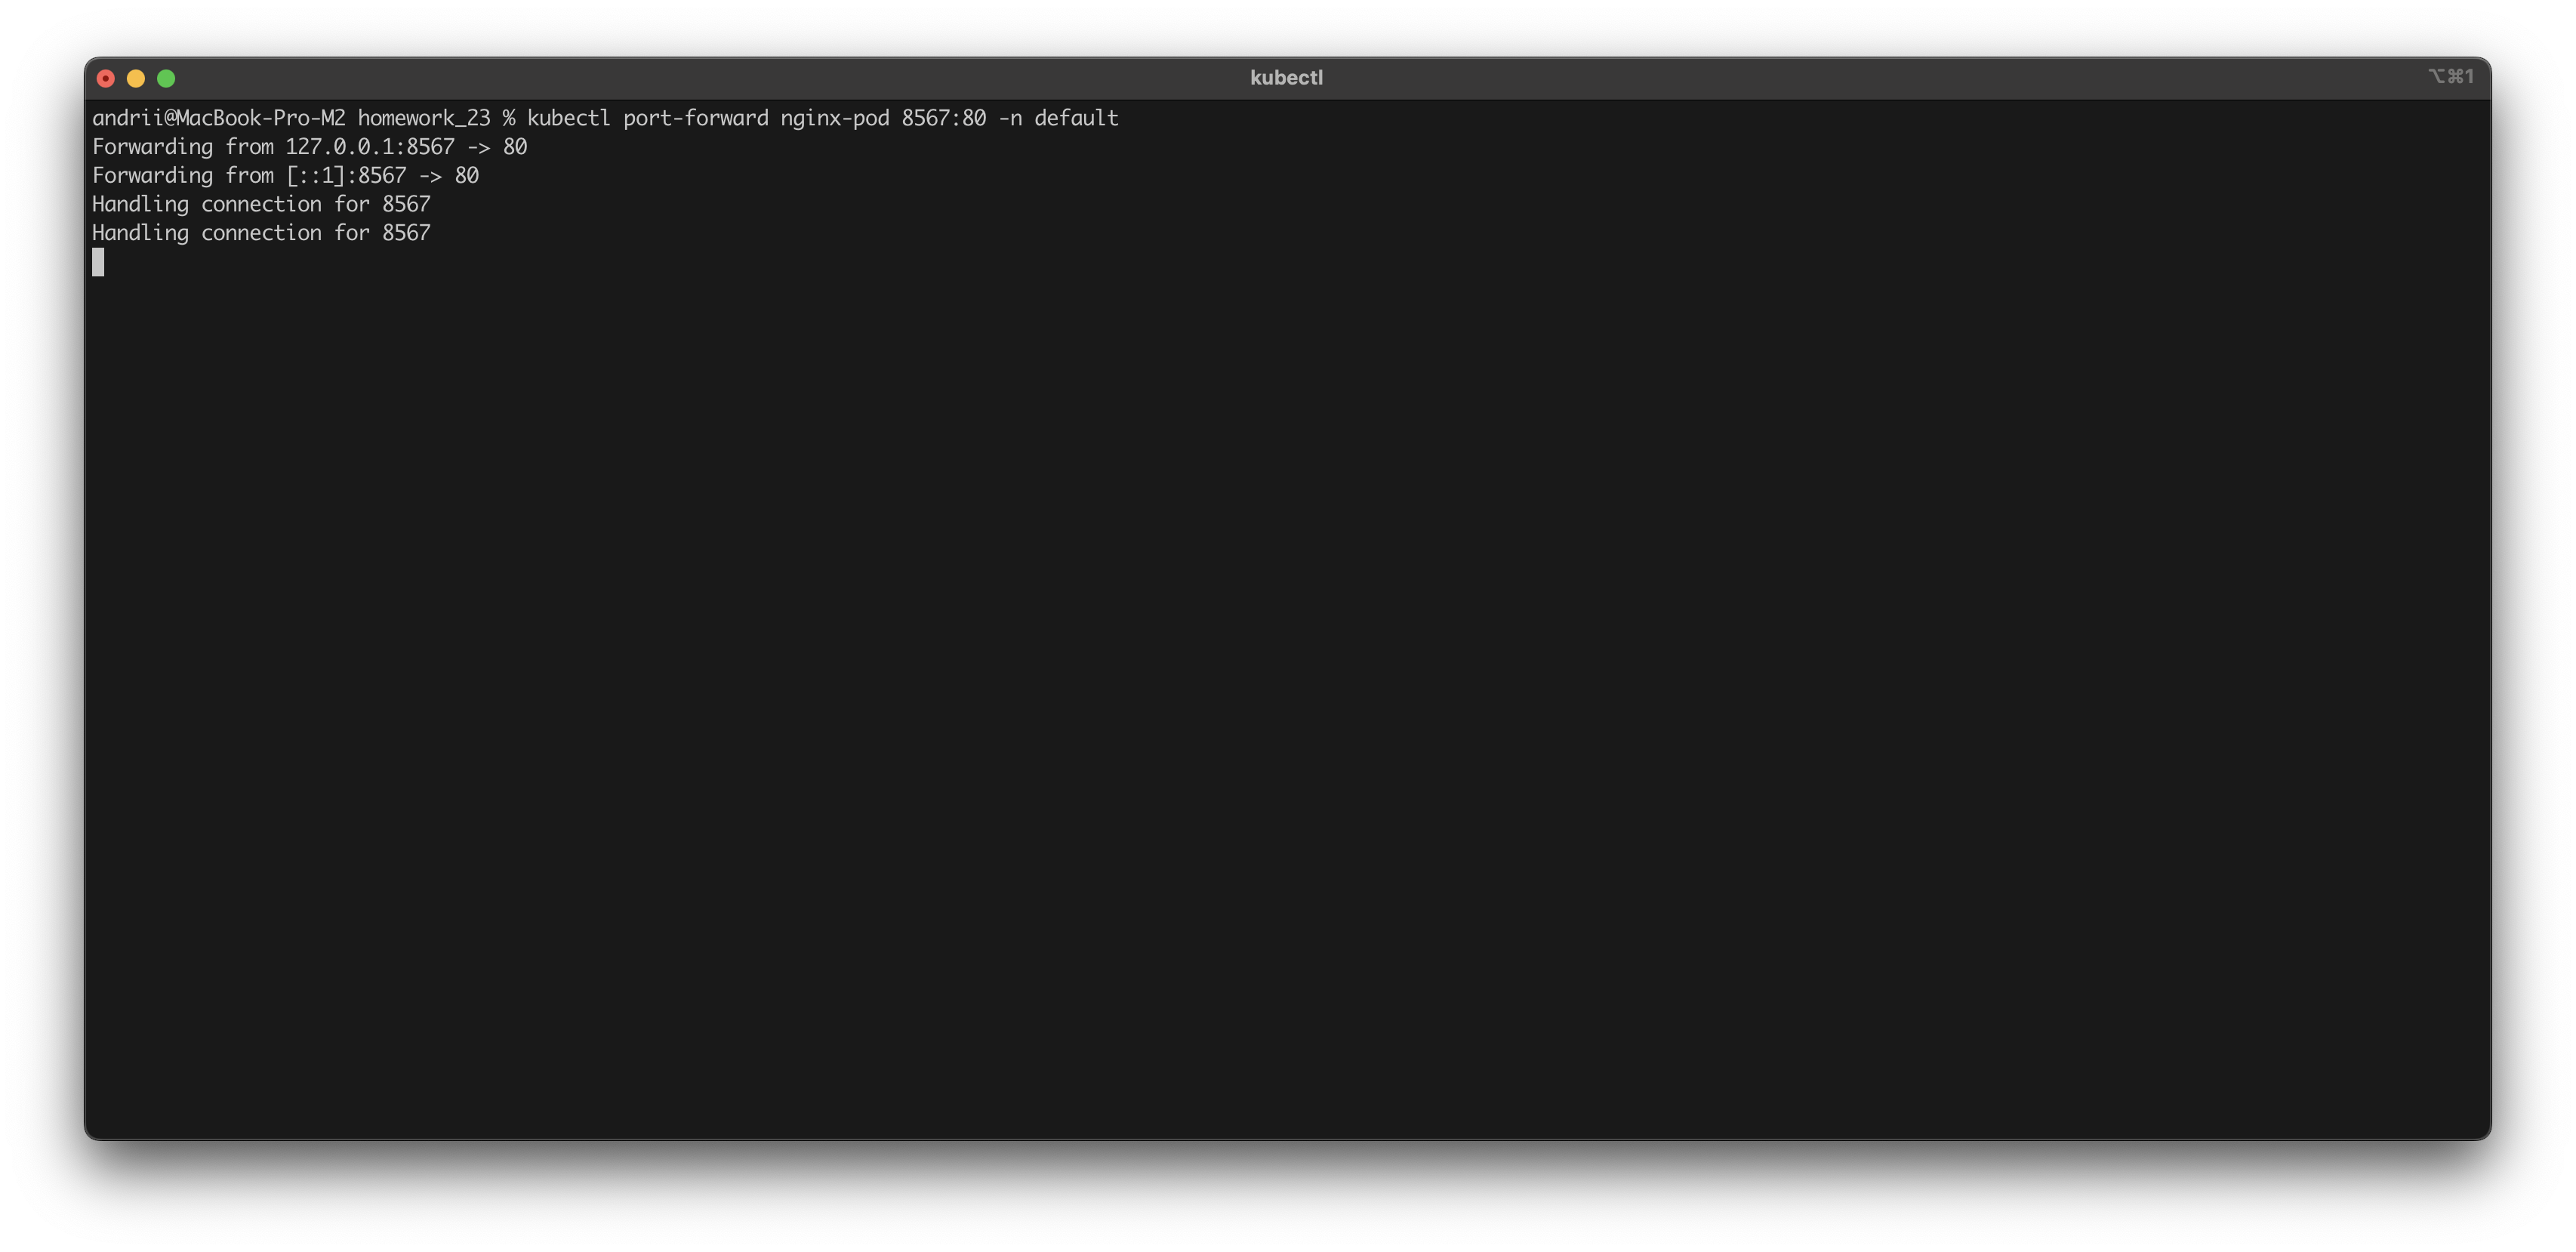 kubectl
⌥⌘1
andrii@MacBook-Pro-M2 homework_23 % kubectl port-forward nginx-pod 8567:80 -n default
Forwarding from 127.0.0.1:8567 -> 80
Forwarding from [::1]:8567 -> 80
Handling connection for 8567
Handling connection for 8567